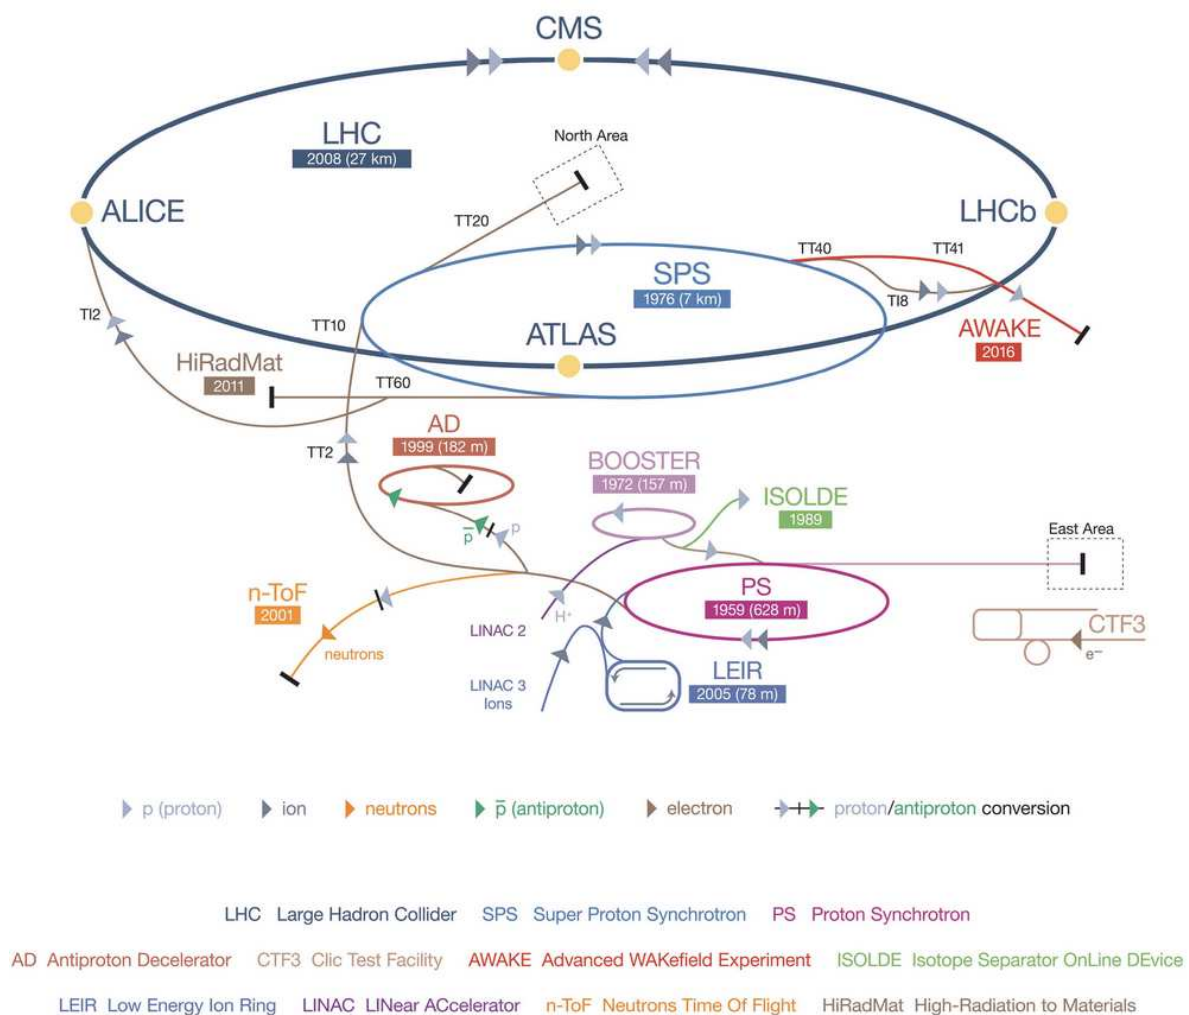 CMS
LHC
2008 (27 km)
North Area
ALICE
LHCb
TT20
TT40
TT41
SPS
1976 (7 km)
TI8
TI2
TT10
ATLAS
AWAKE
2016
HiRadMat
2011
TT60
AD
1999 (182 m)
TT2
BOOSTER
1972 (157 m)
ISOLDE
1989
p
p̅
East Area
n-ToF
2001
PS
1959 (628 m)
H⁺
LINAC 2
CTF3
e⁻
neutrons
LEIR
2005 (78 m)
LINAC 3
Ions
p (proton) ion neutrons p̅ (antiproton) electron proton/antiproton conversion
LHC Large Hadron Collider SPS Super Proton Synchrotron PS Proton Synchrotron
AD Antiproton Decelerator CTF3 Clic Test Facility AWAKE Advanced WAKefield Experiment ISOLDE Isotope Separator OnLine DEvice
LEIR Low Energy Ion Ring LINAC LINear ACcelerator n-ToF Neutrons Time Of Flight HiRadMat High-Radiation to Materials